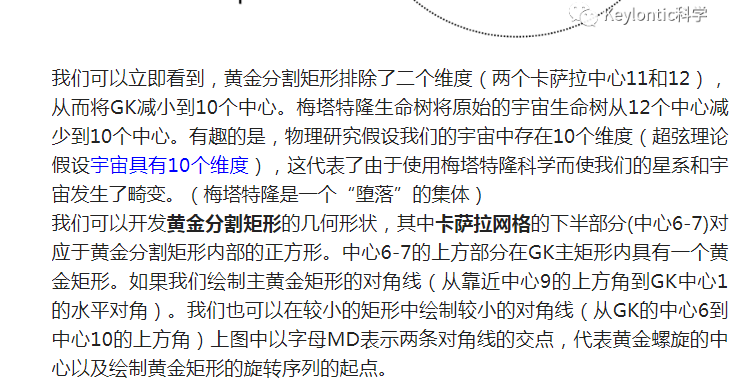 Keylontic科学
我们可以立即看到，黄金分割矩形排除了二个维度（两个卡萨拉中心11和12），
从而将GK减小到10个中心。梅塔特隆生命树将原始的宇宙生命树从12个中心减
少到10个中心。有趣的是，物理研究假设我们的宇宙中存在10个维度（超弦理论
假设宇宙具有10个维度），这代表了由于使用梅塔特隆科学而使我们的星系和宇
宙发生了畸变。（梅塔特隆是一个“堕落”的集体）
我们可以开发黄金分割矩形的几何形状，其中卡萨拉网格的下半部分(中心6-7)对
应于黄金分割矩形内部的正方形。中心6-7的上方部分在GK主矩形内具有一个黄
金矩形。如果我们绘制主黄金矩形的对角线（从靠近中心9的上方角到GK中心1
的水平对角）。我们也可以在较小的矩形中绘制较小的对角线（从GK的中心6到
中心10的上方角）上图中以字母MD表示两条对角线的交点，代表黄金螺旋的中
心以及绘制黄金矩形的旋转序列的起点。